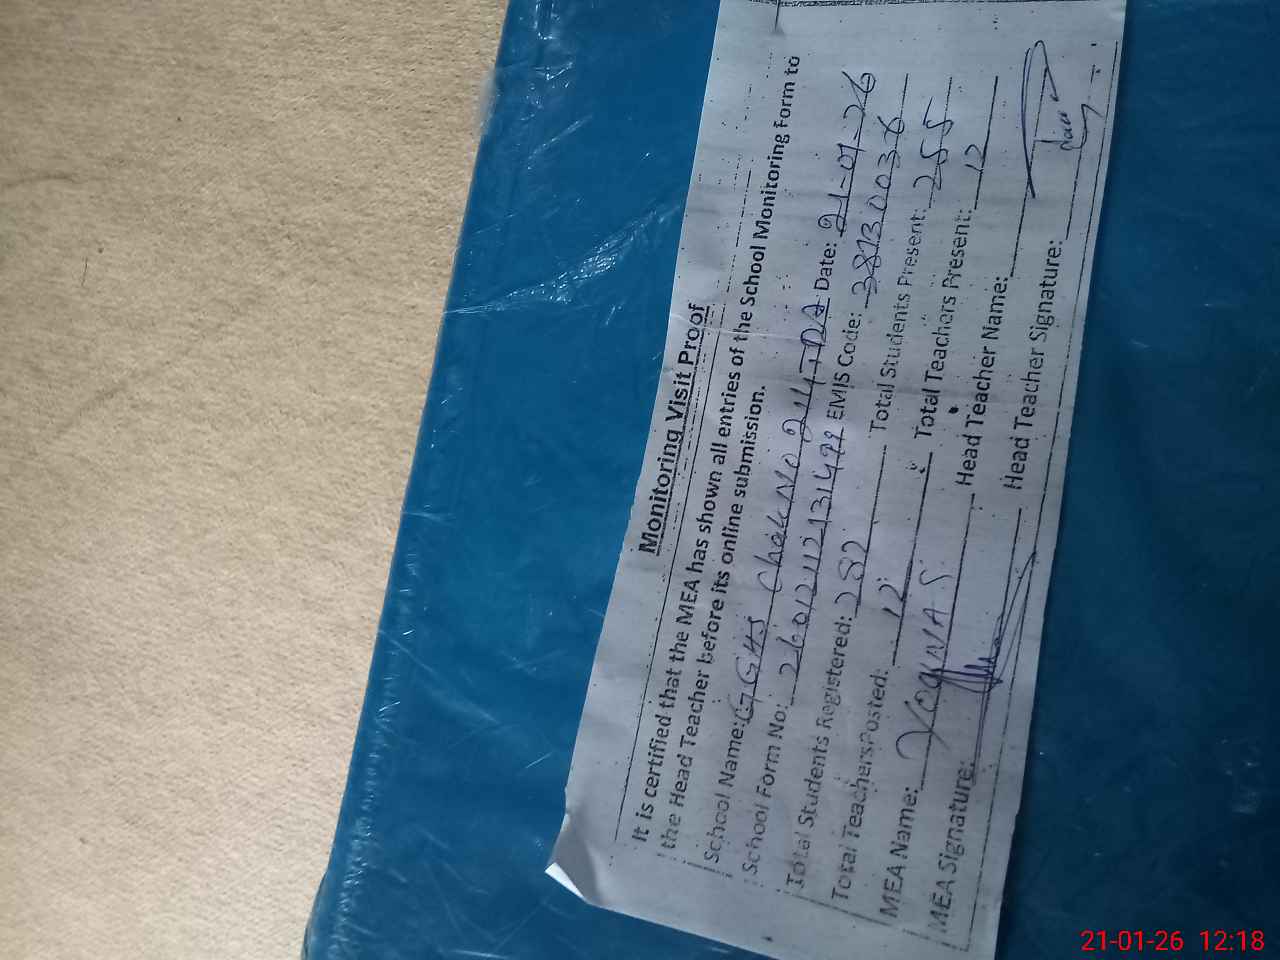 Monitoring Visit Proof
It is certified that the MEA has shown all entries of the School Monitoring Form to
the Head Teacher before its online submission.
School Name: GGHS Chak No 214 TDA Date: 21-01-26
School Form No: EMIS Code: 38130036
Total Students Registered: 282 Total Students Present: 255
Total Teachers Posted: 12 Total Teachers Present: 12
MEA Name: Head Teacher Name:
MEA Signature: Head Teacher Signature:
21-01-26 12:18